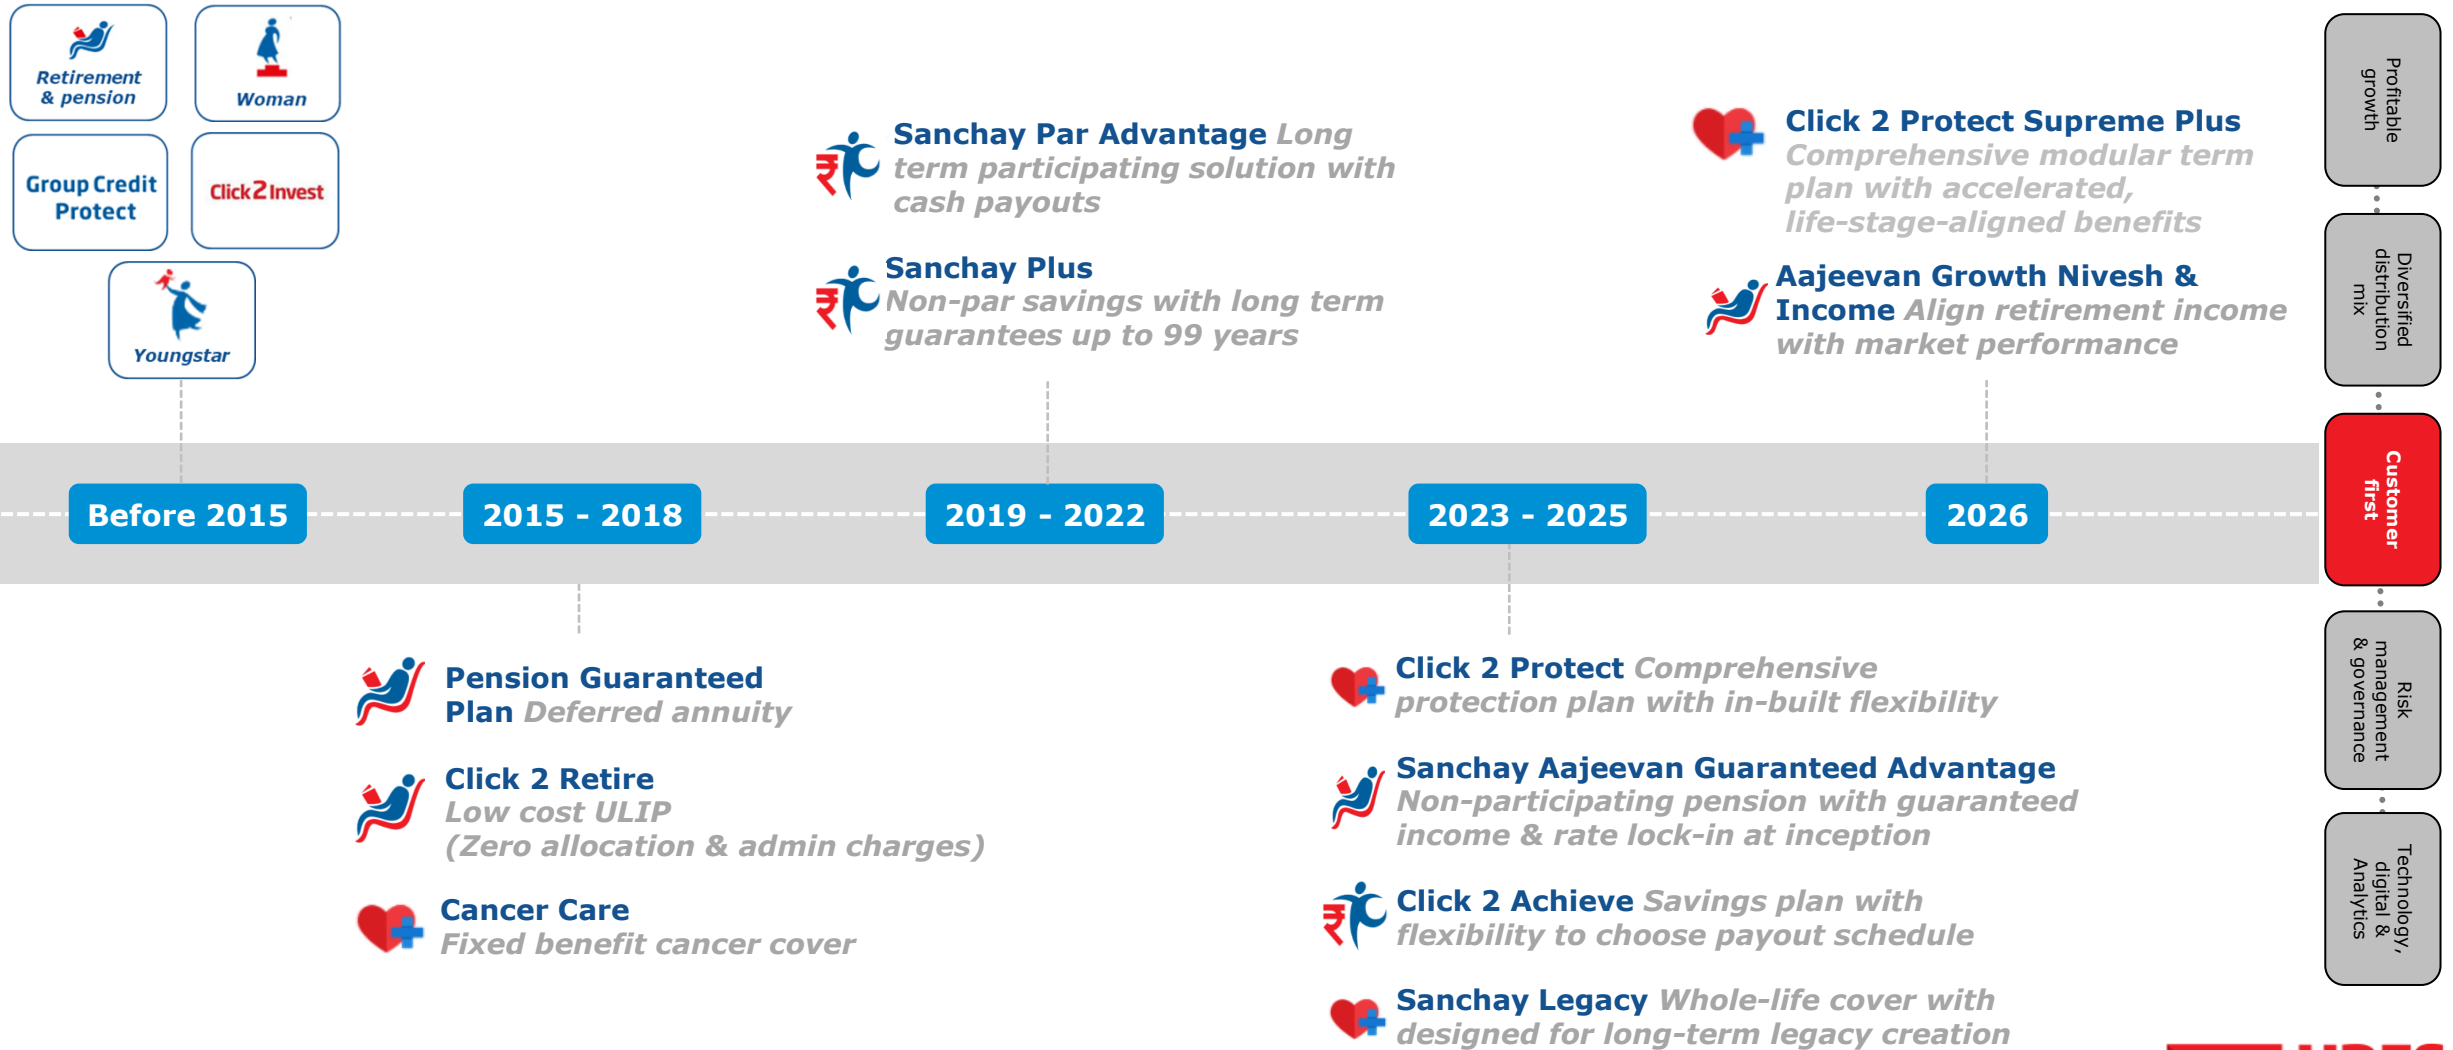 Retirement
& pension
Woman
Group Credit
Protect
Click2Invest
Youngstar
Sanchay Par Advantage Long
term participating solution with
cash payouts
Sanchay Plus
Non-par savings with long term
guarantees up to 99 years
Click 2 Protect Supreme Plus
Comprehensive modular term
plan with accelerated,
life-stage-aligned benefits
Aajeevan Growth Nivesh &
Income Align retirement income
with market performance
Before 2015
2015 - 2018
2019 - 2022
2023 - 2025
2026
Pension Guaranteed
Plan Deferred annuity
Click 2 Retire
Low cost ULIP
(Zero allocation & admin charges)
Cancer Care
Fixed benefit cancer cover
Click 2 Protect Comprehensive
protection plan with in-built flexibility
Sanchay Aajeevan Guaranteed Advantage
Non-participating pension with guaranteed
income & rate lock-in at inception
Click 2 Achieve Savings plan with
flexibility to choose payout schedule
Sanchay Legacy Whole-life cover with
designed for long-term legacy creation
Profitable
growth
Diversified
distribution
mix
Customer
first
Risk
management
& governance
Technology,
digital &
Analytics